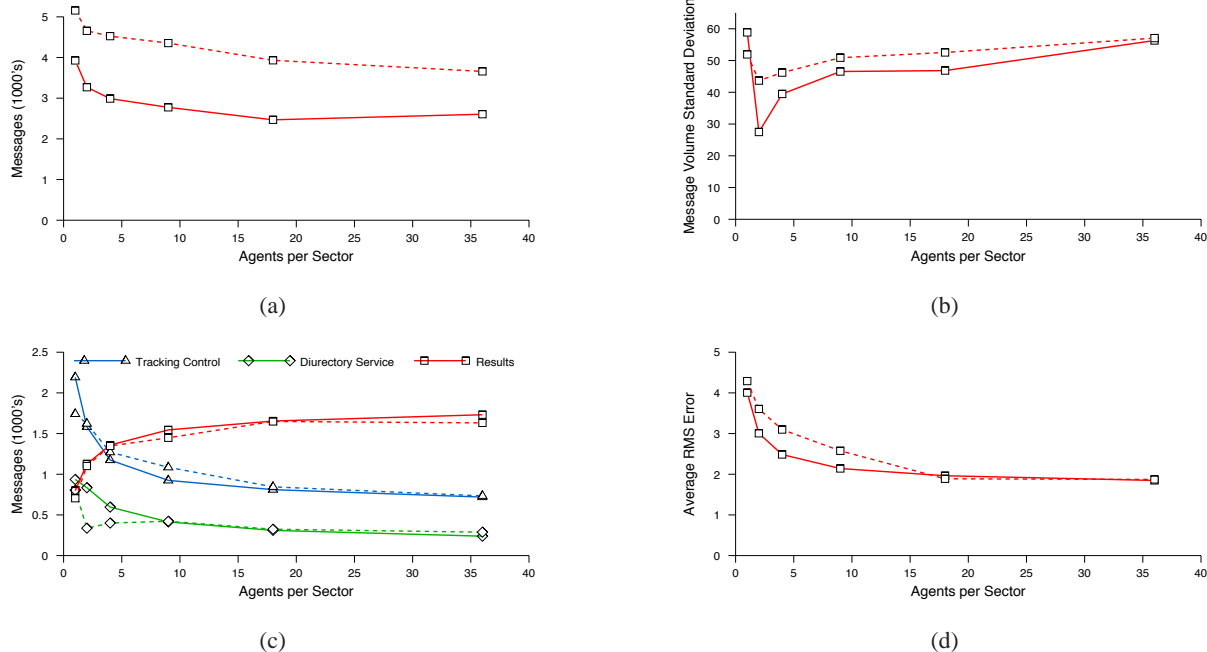 Messages (1000's)
5
4
3
2
1
0
0 5 10 15 20 25 30 35 40
Agents per Sector
(a)
Message Volume Standard Deviation
60
50
40
30
20
10
0
0 5 10 15 20 25 30 35 40
Agents per Sector
(b)
Messages (1000's)
2.5
2
1.5
1
0.5
0
Tracking Control
Diurectory Service
Results
0 5 10 15 20 25 30 35 40
Agents per Sector
(c)
Average RMS Error
5
4
3
2
1
0
0 5 10 15 20 25 30 35 40
Agents per Sector
(d)